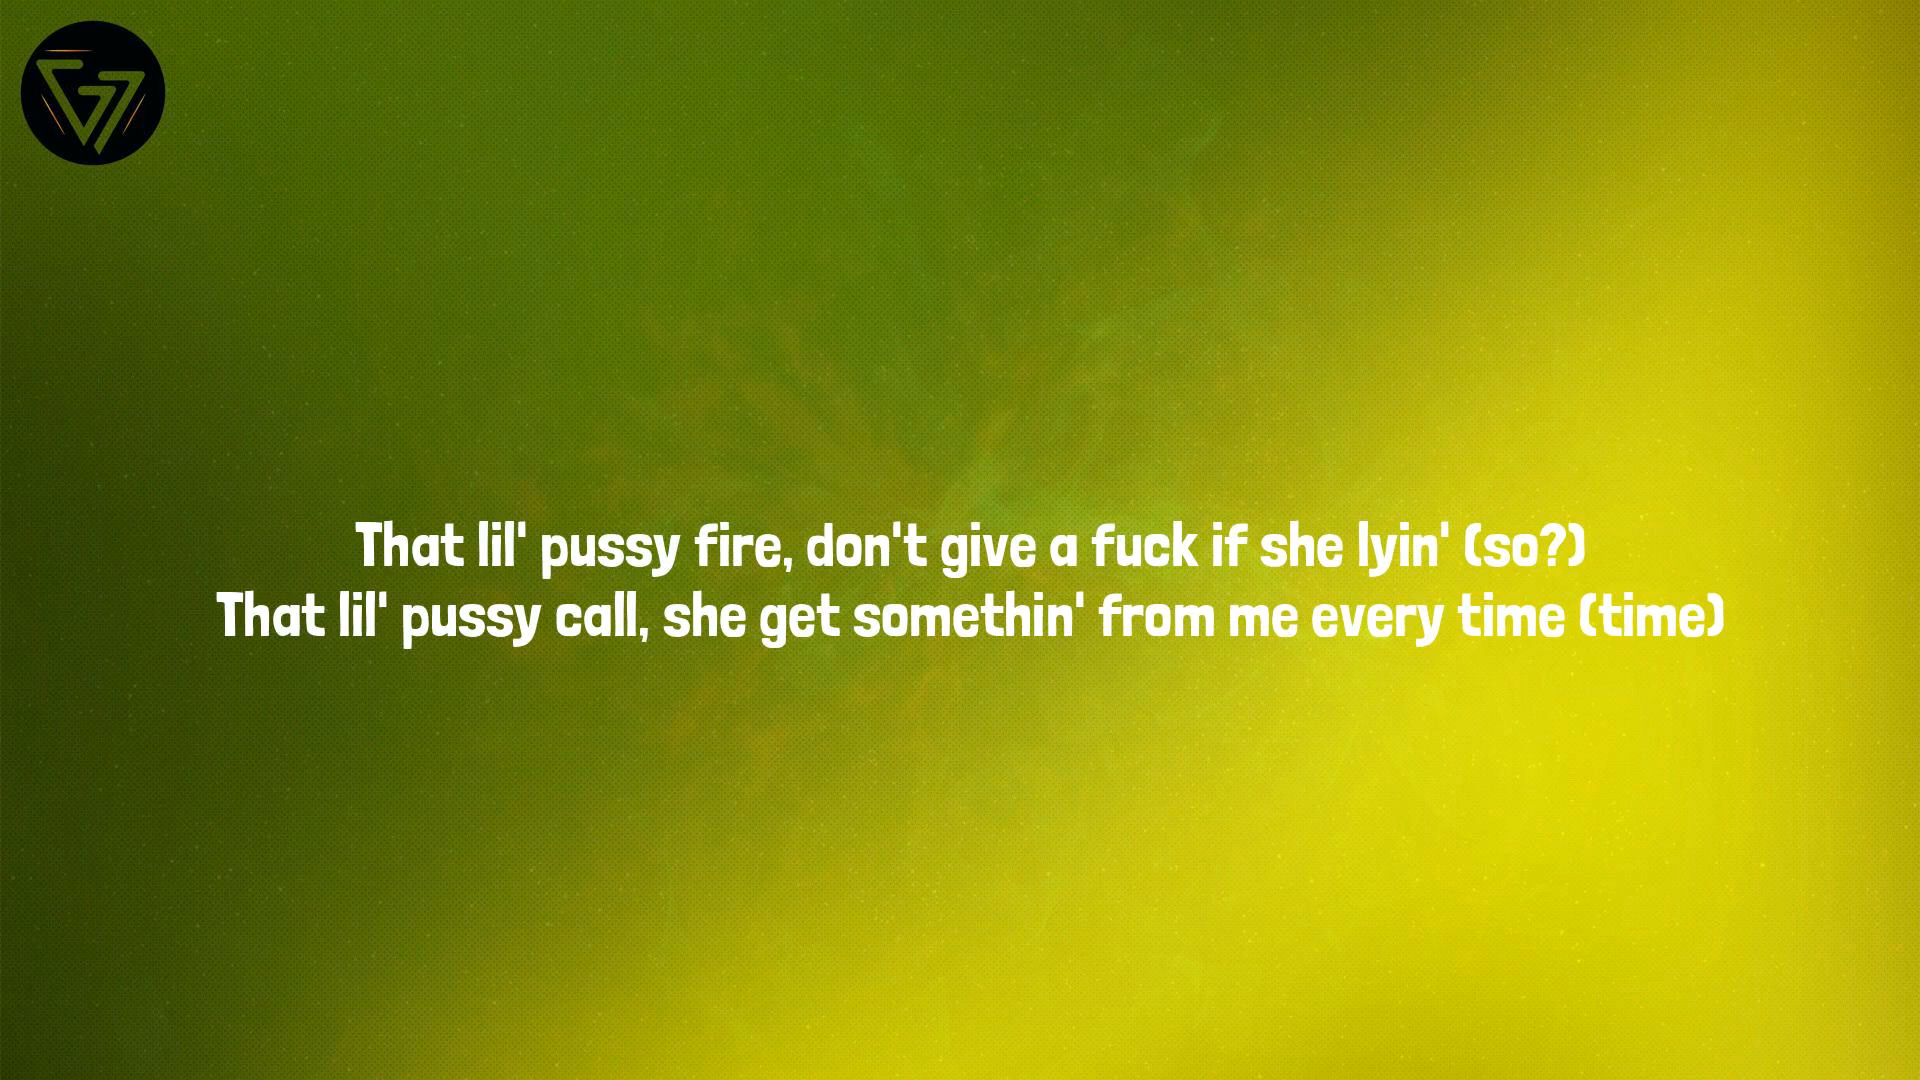 That lil' pussy fire, don't give a fuck if she lyin' (so?)
That lil' pussy call, she get somethin' from me every time (time)